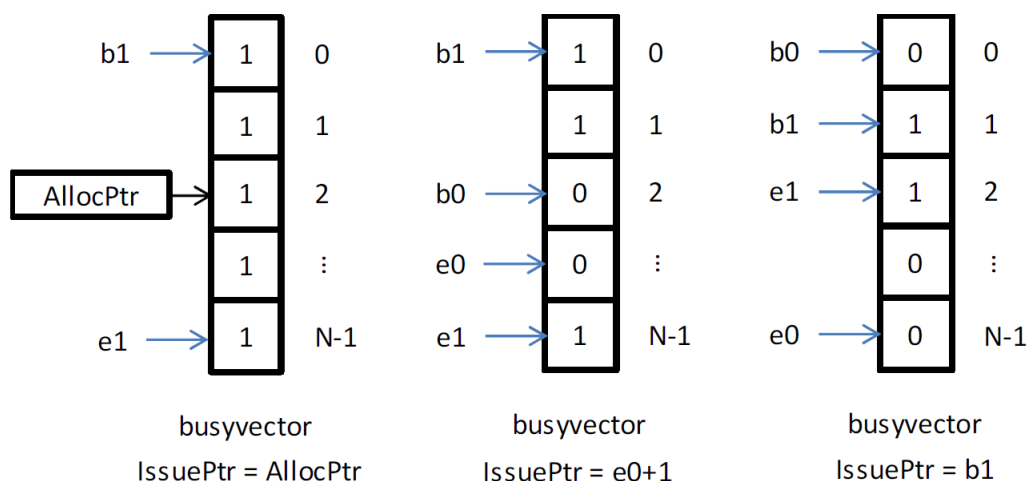 b1 1 0
1 1
AllocPtr 1 2
1 ...
e1 1 N-1
busyvector
IssuePtr = AllocPtr
b1 1 0
1 1
b0 0 2
e0 0 ...
e1 1 N-1
busyvector
IssuePtr = e0+1
b0 0 0
b1 1 1
e1 1 2
0 ...
e0 0 N-1
busyvector
IssuePtr = b1